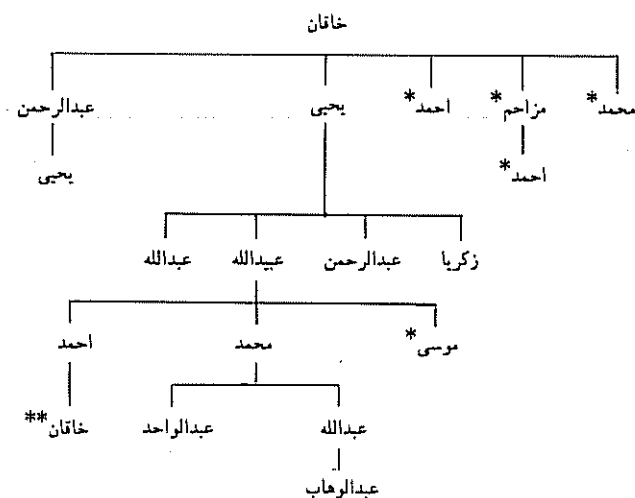 خاقان
محمد* مزاحم* احمد* يحيى عبدالرحمن
احمد* يحيى
زكريا عبدالرحمن عبيدالله عبدالله
موسى* محمد احمد
عبدالله عبدالواحد خاقان**
عبدالوهاب